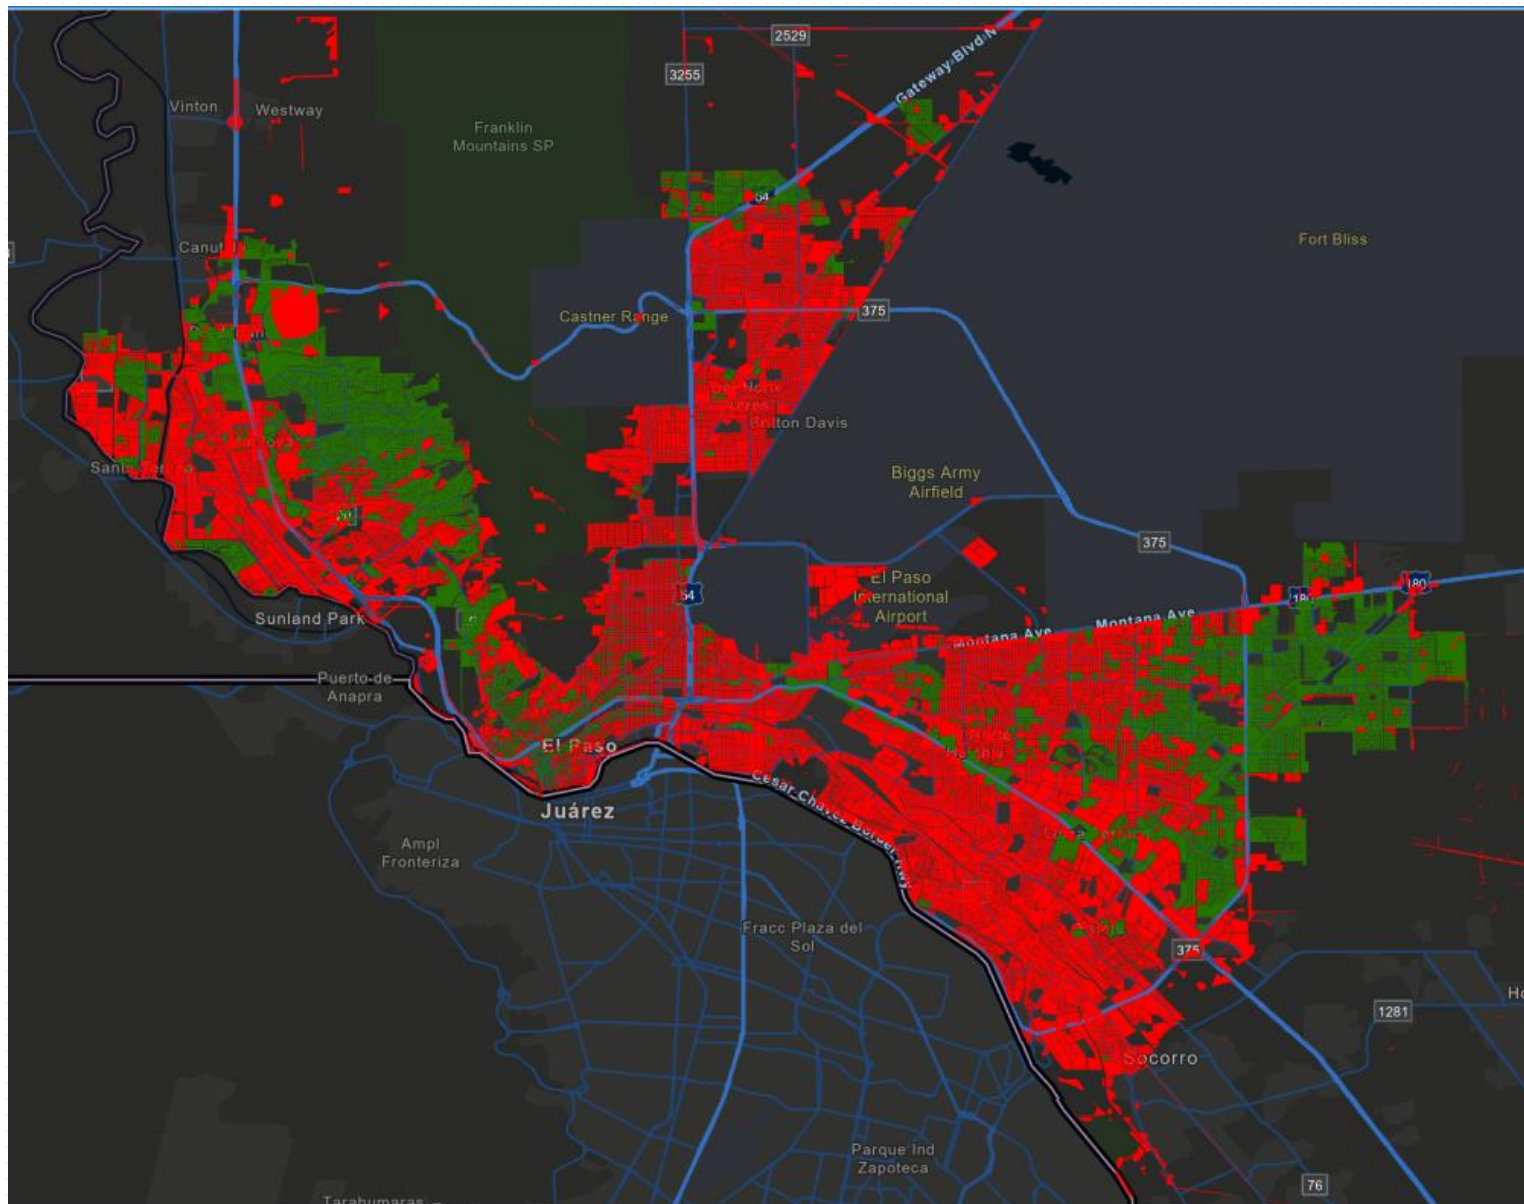 2529
3255
Gateway Blvd N
Vinton
Westway
Franklin
Mountains SP
54
Fort Bliss
Castner Range
375
Britton Davis
Santa Teresa
Biggs Army
Airfield
375
El Paso
International
Airport
54
180
180
Sunland Park
Montana Ave
Montana Ave
Puerto de
Anapra
El Paso
Juárez
Cesar Chavez Border Hwy
Ampl
Fronteriza
Fracc Plaza del
Sol
375
1281
Socorro
Parque Ind
Zapoteca
76
Tarahumaras